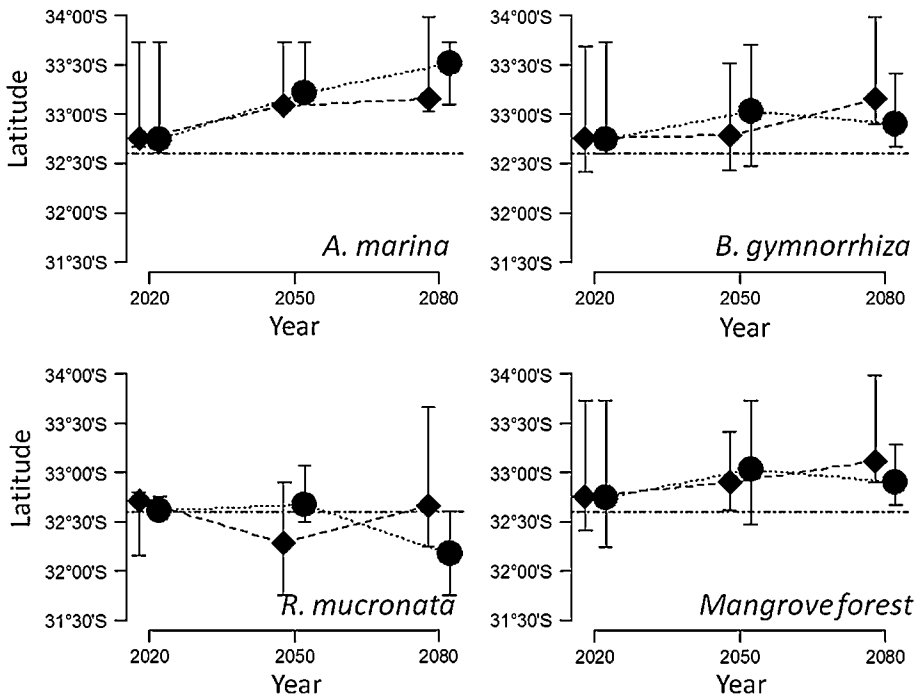 34°00'S
33°30'S
33°00'S
32°30'S
32°00'S
31°30'S
Latitude
A. marina
2020 2050 2080
Year
34°00'S
33°30'S
33°00'S
32°30'S
32°00'S
31°30'S
B. gymnorrhiza
2020 2050 2080
Year
34°00'S
33°30'S
33°00'S
32°30'S
32°00'S
31°30'S
Latitude
R. mucronata
2020 2050 2080
Year
34°00'S
33°30'S
33°00'S
32°30'S
32°00'S
31°30'S
Mangrove forest
2020 2050 2080
Year